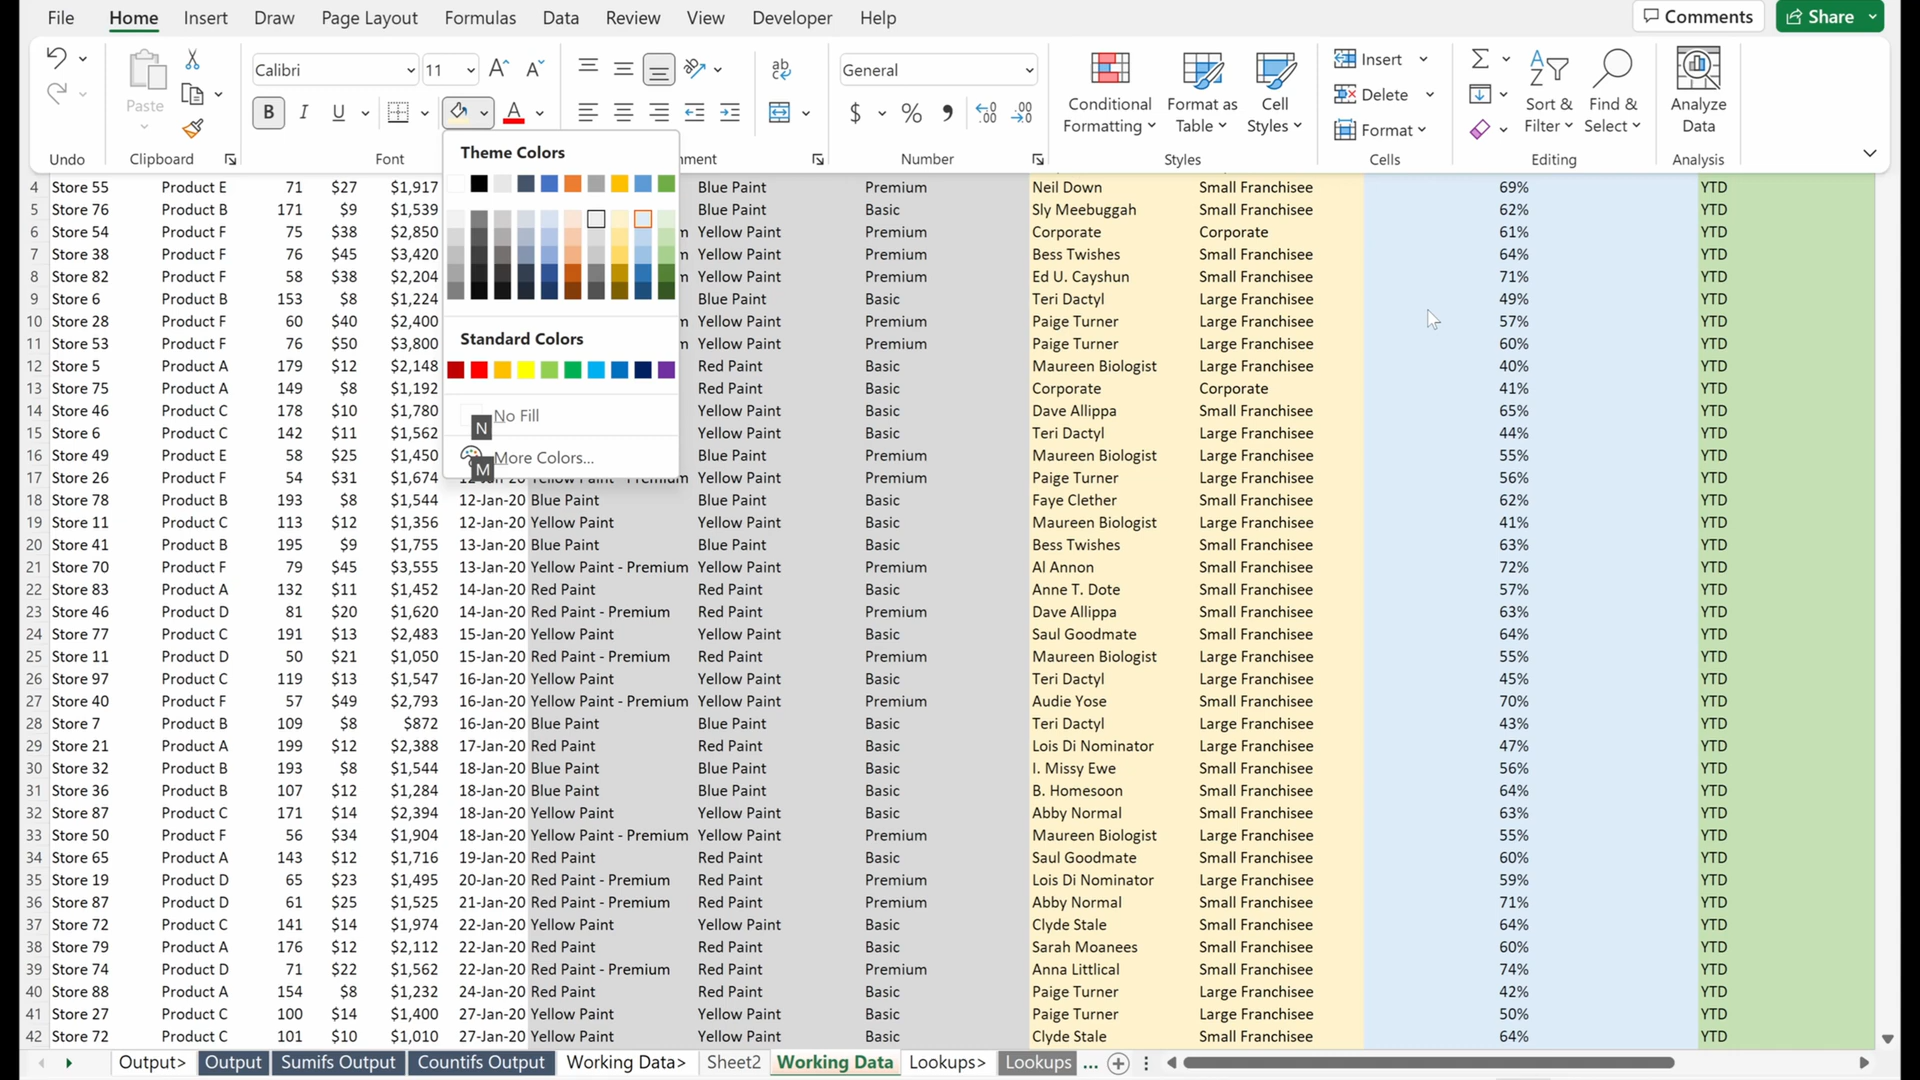 File Home Insert Draw Page Layout Formulas Data Review View Developer Help Comments Share
Calibri 11 General
Paste B I U A ab c $ % , .00 Conditional Formatting Format as Table Cell Styles Insert Delete Format Σ Sort & Filter Find & Select Analyze Data
Undo Clipboard Font nment Number Styles Cells Editing Analysis
Theme Colors
Standard Colors
No Fill
N
More Colors...
M
4 Store 55 Product E 71 $27 $1,917 Blue Paint Premium Neil Down Small Franchisee 69% YTD
5 Store 76 Product B 171 $9 $1,539 Blue Paint Basic Sly Meebuggah Small Franchisee 62% YTD
6 Store 54 Product F 75 $38 $2,850 m Yellow Paint Premium Corporate Corporate 61% YTD
7 Store 38 Product F 76 $45 $3,420 m Yellow Paint Premium Bess Twishes Small Franchisee 64% YTD
8 Store 82 Product F 58 $38 $2,204 m Yellow Paint Premium Ed U. Cayshun Small Franchisee 71% YTD
9 Store 6 Product B 153 $8 $1,224 Blue Paint Basic Teri Dactyl Large Franchisee 49% YTD
10 Store 28 Product F 60 $40 $2,400 m Yellow Paint Premium Paige Turner Large Franchisee 57% YTD
11 Store 53 Product F 76 $50 $3,800 m Yellow Paint Premium Paige Turner Large Franchisee 60% YTD
12 Store 5 Product A 179 $12 $2,148 Red Paint Basic Maureen Biologist Large Franchisee 40% YTD
13 Store 75 Product A 149 $8 $1,192 Red Paint Basic Corporate Corporate 41% YTD
14 Store 46 Product C 178 $10 $1,780 Yellow Paint Basic Dave Allippa Small Franchisee 65% YTD
15 Store 6 Product C 142 $11 $1,562 Yellow Paint Basic Teri Dactyl Large Franchisee 44% YTD
16 Store 49 Product E 58 $25 $1,450 Blue Paint Premium Maureen Biologist Large Franchisee 55% YTD
17 Store 26 Product F 54 $31 $1,674 12-Jan-20 Yellow Paint - Premium Yellow Paint Premium Paige Turner Large Franchisee 56% YTD
18 Store 78 Product B 193 $8 $1,544 12-Jan-20 Blue Paint Blue Paint Basic Faye Clether Small Franchisee 62% YTD
19 Store 11 Product C 113 $12 $1,356 12-Jan-20 Yellow Paint Yellow Paint Basic Maureen Biologist Large Franchisee 41% YTD
20 Store 41 Product B 195 $9 $1,755 13-Jan-20 Blue Paint Blue Paint Basic Bess Twishes Small Franchisee 63% YTD
21 Store 70 Product F 79 $45 $3,555 13-Jan-20 Yellow Paint - Premium Yellow Paint Premium Al Annon Small Franchisee 72% YTD
22 Store 83 Product A 132 $11 $1,452 14-Jan-20 Red Paint Red Paint Basic Anne T. Dote Small Franchisee 57% YTD
23 Store 46 Product D 81 $20 $1,620 14-Jan-20 Red Paint - Premium Red Paint Premium Dave Allippa Small Franchisee 63% YTD
24 Store 77 Product C 191 $13 $2,483 15-Jan-20 Yellow Paint Yellow Paint Basic Saul Goodmate Small Franchisee 64% YTD
25 Store 11 Product D 50 $21 $1,050 15-Jan-20 Red Paint - Premium Red Paint Premium Maureen Biologist Large Franchisee 55% YTD
26 Store 97 Product C 119 $13 $1,547 16-Jan-20 Yellow Paint Yellow Paint Basic Teri Dactyl Large Franchisee 45% YTD
27 Store 40 Product F 57 $49 $2,793 16-Jan-20 Yellow Paint - Premium Yellow Paint Premium Audie Yose Small Franchisee 70% YTD
28 Store 7 Product B 109 $8 $872 16-Jan-20 Blue Paint Blue Paint Basic Teri Dactyl Large Franchisee 43% YTD
29 Store 21 Product A 199 $12 $2,388 17-Jan-20 Red Paint Red Paint Basic Lois Di Nominator Large Franchisee 47% YTD
30 Store 32 Product B 193 $8 $1,544 18-Jan-20 Blue Paint Blue Paint Basic I. Missy Ewe Small Franchisee 56% YTD
31 Store 36 Product B 107 $12 $1,284 18-Jan-20 Blue Paint Blue Paint Basic B. Homesoon Small Franchisee 64% YTD
32 Store 87 Product C 171 $14 $2,394 18-Jan-20 Yellow Paint Yellow Paint Basic Abby Normal Small Franchisee 63% YTD
33 Store 50 Product F 56 $34 $1,904 18-Jan-20 Yellow Paint - Premium Yellow Paint Premium Maureen Biologist Large Franchisee 55% YTD
34 Store 65 Product A 143 $12 $1,716 19-Jan-20 Red Paint Red Paint Basic Saul Goodmate Small Franchisee 60% YTD
35 Store 19 Product D 65 $23 $1,495 20-Jan-20 Red Paint - Premium Red Paint Premium Lois Di Nominator Large Franchisee 59% YTD
36 Store 87 Product D 61 $25 $1,525 21-Jan-20 Red Paint - Premium Red Paint Premium Abby Normal Small Franchisee 71% YTD
37 Store 72 Product C 141 $14 $1,974 22-Jan-20 Yellow Paint Yellow Paint Basic Clyde Stale Small Franchisee 64% YTD
38 Store 79 Product A 176 $12 $2,112 22-Jan-20 Red Paint Red Paint Basic Sarah Moanees Small Franchisee 60% YTD
39 Store 74 Product D 71 $22 $1,562 22-Jan-20 Red Paint - Premium Red Paint Premium Anna Littlical Small Franchisee 74% YTD
40 Store 88 Product A 154 $8 $1,232 24-Jan-20 Red Paint Red Paint Basic Paige Turner Large Franchisee 42% YTD
41 Store 27 Product C 100 $14 $1,400 27-Jan-20 Yellow Paint Yellow Paint Basic Paige Turner Large Franchisee 50% YTD
42 Store 72 Product C 101 $10 $1,010 27-Jan-20 Yellow Paint Yellow Paint Basic Clyde Stale Small Franchisee 64% YTD
Output> Output Sumifs Output Countifs Output Working Data> Sheet2 Working Data Lookups> Lookups ...